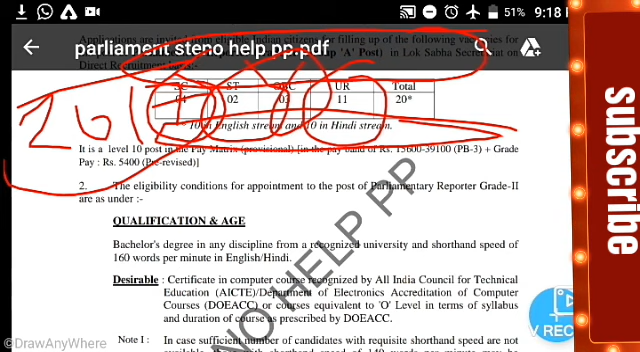 51% 9:18
Applications are invited from eligible Indian citizens for filling up of the following vacancies for
parliament steno help pp.pdf
'A' Post} in Lok Sabha Secretariat on
Direct Recruitment
SC ST OBC UR Total
04 02 03 11 20*
10 in English stream and 10 in Hindi stream.
It is a level 10 post in the Pay Matrix (provisional) [in the pay band of Rs. 15600-39100 (PB-3) + Grade
Pay : Rs. 5400 (Pre-revised)]
2. The eligibility conditions for appointment to the post of Parliamentary Reporter Grade-II
are as under :-
QUALIFICATION & AGE
Bachelor's degree in any discipline from a recognized university and shorthand speed of
160 words per minute in English/Hindi.
Desirable : Certificate in computer course recognized by All India Council for Technical
Education (AICTE)/Department of Electronics Accreditation of Computer
Courses (DOEACC) or courses equivalent to 'O' Level in terms of syllabus
and duration of course as prescribed by DOEACC.
Note I : In case sufficient number of candidates with requisite shorthand speed are not
NO HELP PP
©DrawAnyWhere
V REC
Subscribe